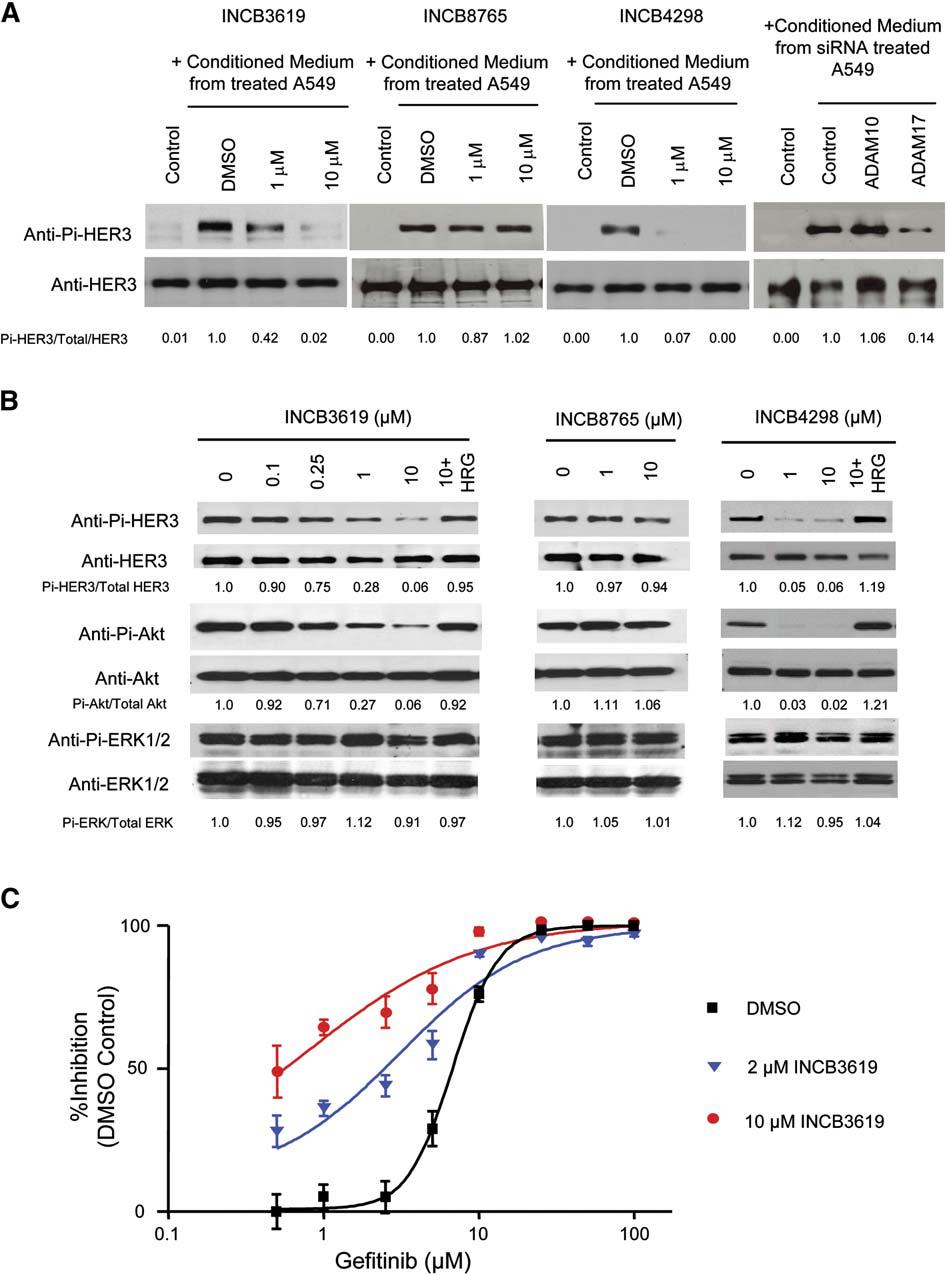 A
INCB3619
INCB8765
INCB4298
+ Conditioned Medium
from treated A549
+ Conditioned Medium
from treated A549
+ Conditioned Medium
from treated A549
+Conditioned Medium
from siRNA treated
A549
Control DMSO 1 µM 10 µM
Control DMSO 1 µM 10 µM
Control DMSO 1 µM 10 µM
Control Control ADAM10 ADAM17
Anti-Pi-HER3
Anti-HER3
Pi-HER3/Total/HER3 0.01 1.0 0.42 0.02 0.00 1.0 0.87 1.02 0.00 1.0 0.07 0.00 0.00 1.0 1.06 0.14
B
INCB3619 (µM)
INCB8765 (µM)
INCB4298 (µM)
0 0.1 0.25 1 10 10+ HRG
0 1 10
0 1 10 10+ HRG
Anti-Pi-HER3
Anti-HER3
Pi-HER3/Total HER3 1.0 0.90 0.75 0.28 0.06 0.95 1.0 0.97 0.94 1.0 0.05 0.06 1.19
Anti-Pi-Akt
Anti-Akt
Pi-Akt/Total Akt 1.0 0.92 0.71 0.27 0.06 0.92 1.0 1.11 1.06 1.0 0.03 0.02 1.21
Anti-Pi-ERK1/2
Anti-ERK1/2
Pi-ERK/Total ERK 1.0 0.95 0.97 1.12 0.91 0.97 1.0 1.05 1.01 1.0 1.12 0.95 1.04
C
%Inhibition
(DMSO Control)
100
50
0
0.1 1 10 100
Gefitinib (µM)
DMSO
2 µM INCB3619
10 µM INCB3619